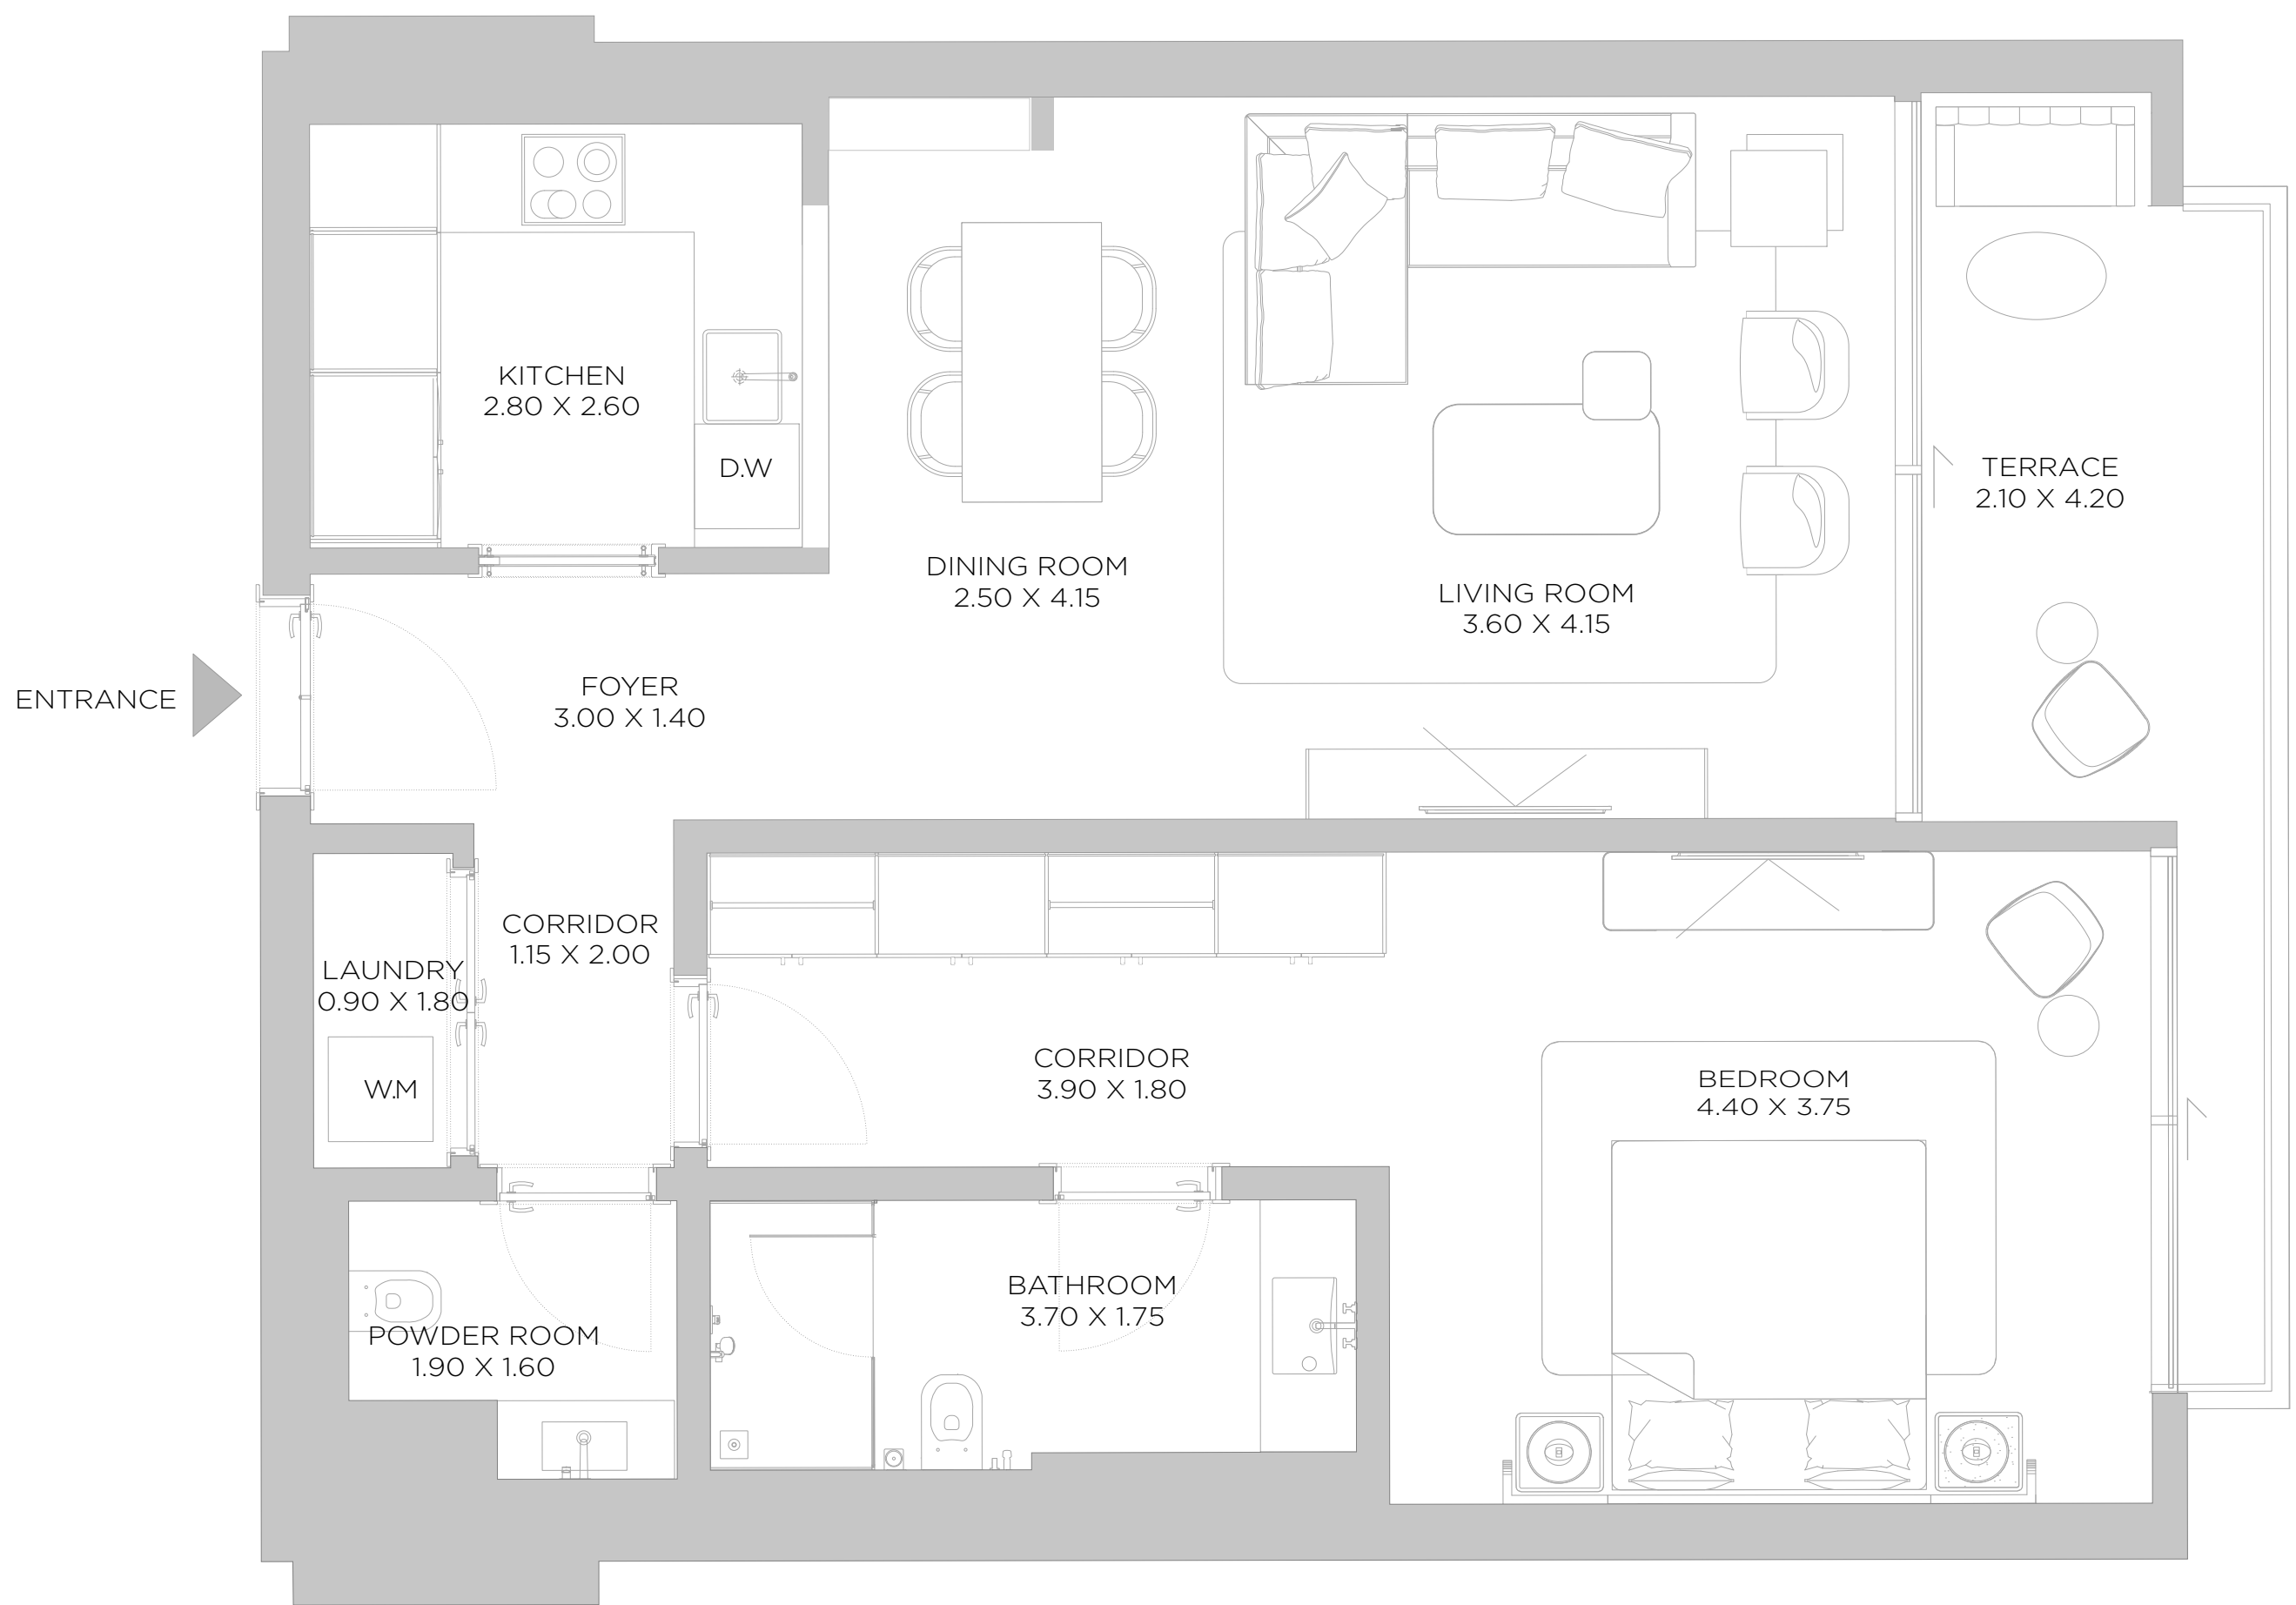 KITCHEN
2.80 X 2.60
D.W
TERRACE
2.10 X 4.20
DINING ROOM
2.50 X 4.15
LIVING ROOM
3.60 X 4.15
ENTRANCE
FOYER
3.00 X 1.40
CORRIDOR
1.15 X 2.00
LAUNDRY
0.90 X 1.80
W.M
CORRIDOR
3.90 X 1.80
BEDROOM
4.40 X 3.75
BATHROOM
3.70 X 1.75
POWDER ROOM
1.90 X 1.60